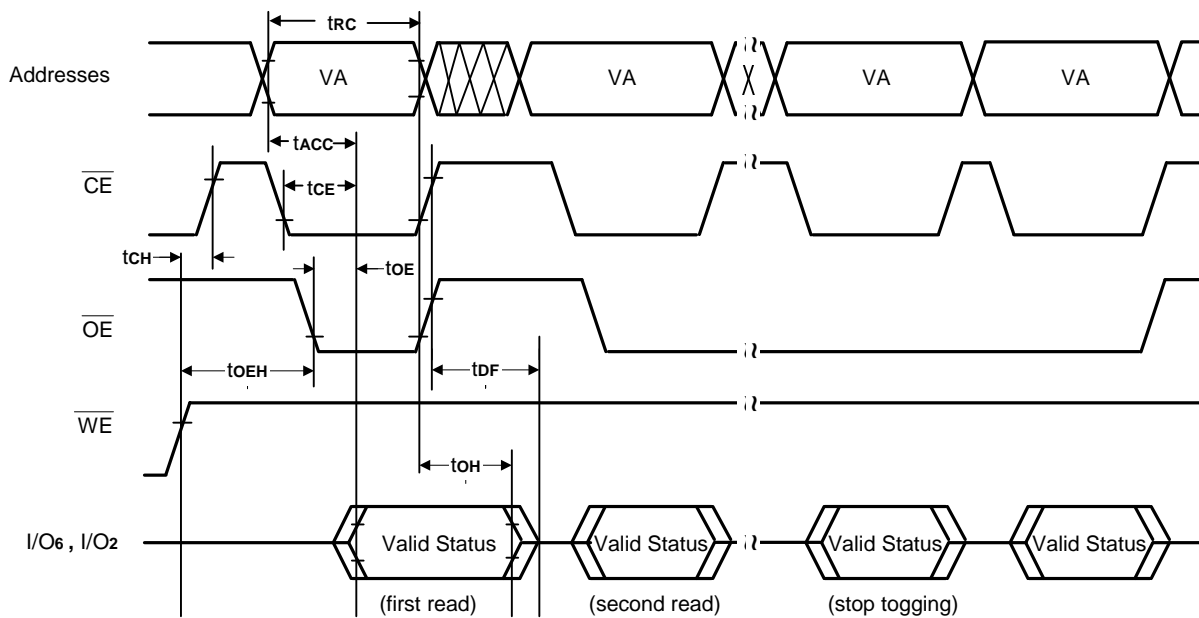 tRC
Addresses
VA
VA
VA
VA
tACC
CE
tCE
tCH
tOE
OE
tOEH
tDF
WE
tOH
I/O6 , I/O2
Valid Status
Valid Status
Valid Status
Valid Status
(first read)
(second read)
(stop togging)